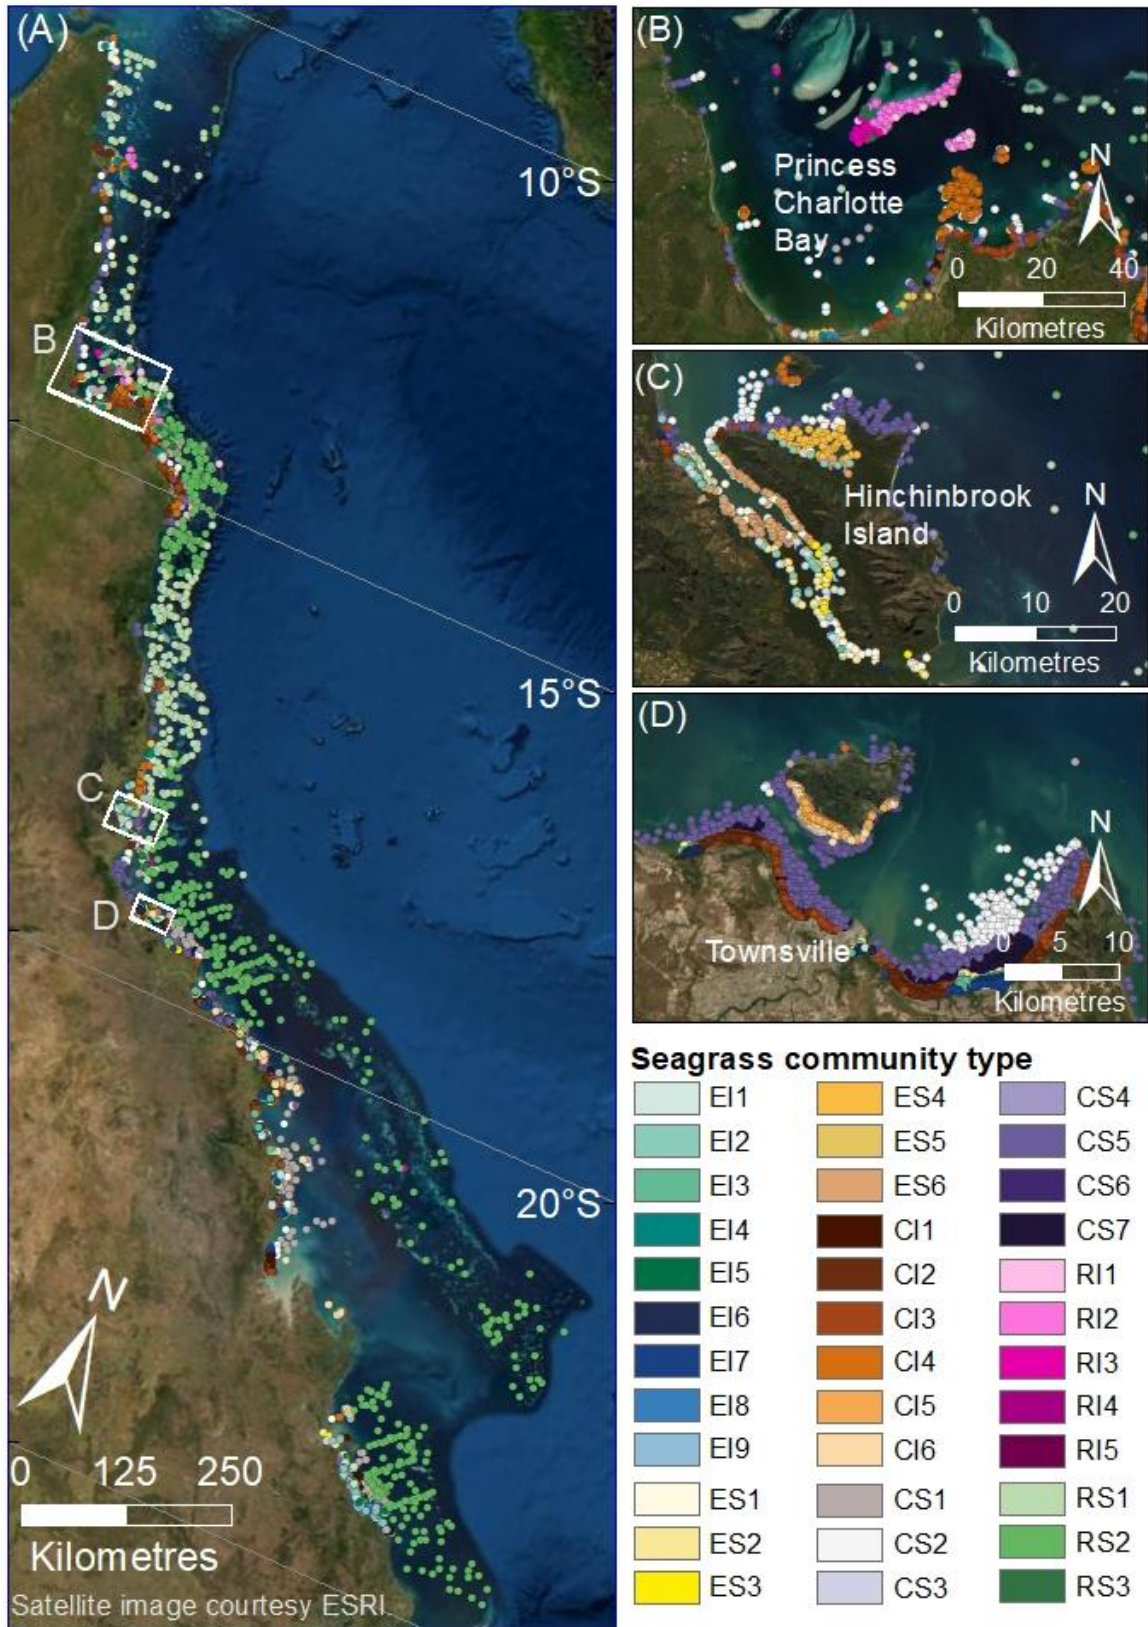 (A)
10°S
B
15°S
C
D
20°S
N
0 125 250
Kilometres
Satellite image courtesy ESRI
(B)
Princess
Charlotte
Bay
N
0 20 40
Kilometres
(C)
Hinchinbrook
Island
N
0 10 20
Kilometres
(D)
Townsville
N
0 5 10
Kilometres
Seagrass community type
EI1 ES4 CS4
EI2 ES5 CS5
EI3 ES6 CS6
EI4 CI1 CS7
EI5 CI2 RI1
EI6 CI3 RI2
EI7 CI4 RI3
EI8 CI5 RI4
EI9 CI6 RI5
ES1 CS1 RS1
ES2 CS2 RS2
ES3 CS3 RS3